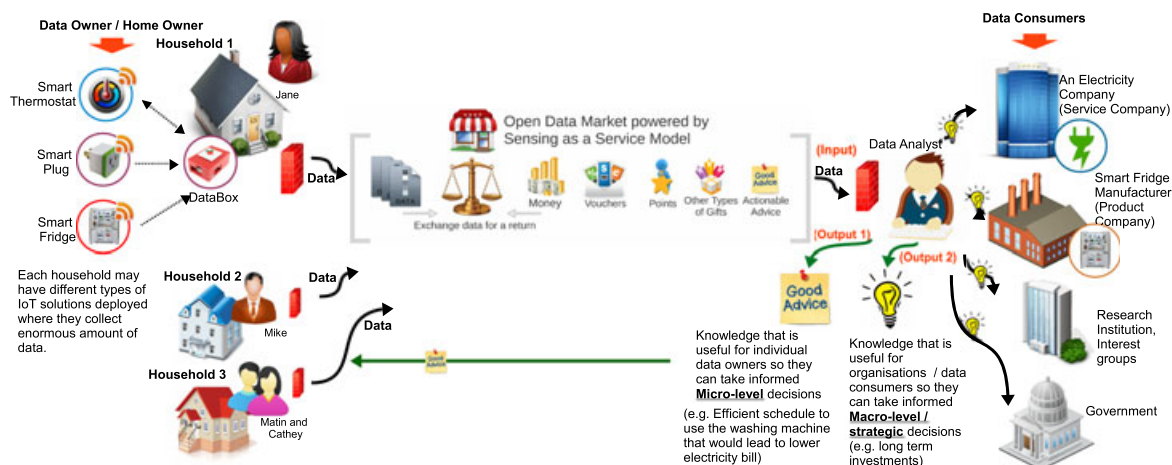 Data Owner / Home Owner
Household 1
Jane
Smart
Thermostat
Smart
Plug
DataBox
Smart
Fridge
Each household may
have different types of
IoT solutions deployed
where they collect
enormous amount of
data.
Household 2
Mike
Household 3
Matin and
Cathey
Data
Data
Data
Open Data Market powered by
Sensing as a Service Model
DATA
Exchange data for a return
Money
Vouchers
Points
Other Types
of Gifts
Good
Advice
Actionable
Advice
(Input)
Data
Data Analyst
(Output 1)
(Output 2)
Good
Advice
Good
Advice
Knowledge that is
useful for individual
data owners so they
can take informed
Micro-level decisions
(e.g. Efficient schedule to
use the washing machine
that would lead to lower
electricity bill)
Knowledge that is
useful for
organisations / data
consumers so they
can take informed
Macro-level /
strategic decisions
(e.g. long term
investments)
Data Consumers
An Electricity
Company
(Service Company)
Smart Fridge
Manufacturer
(Product
Company)
Research
Institution,
Interest
groups
Government